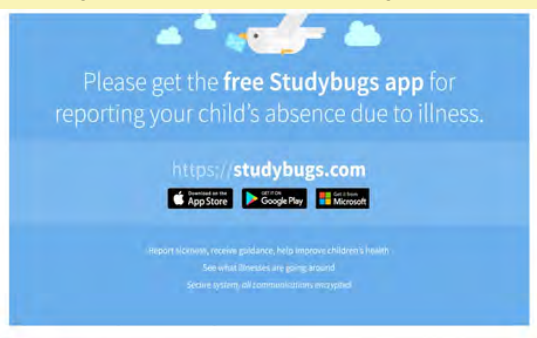 Please get the free Studybugs app for
reporting your child's absence due to illness.
https://studybugs.com
Download on the
App Store
GET IT ON
Google Play
Get it from
Microsoft
Report sickness, receive guidance, help improve children's health
See what illnesses are going around
Secure system, all communications encrypted